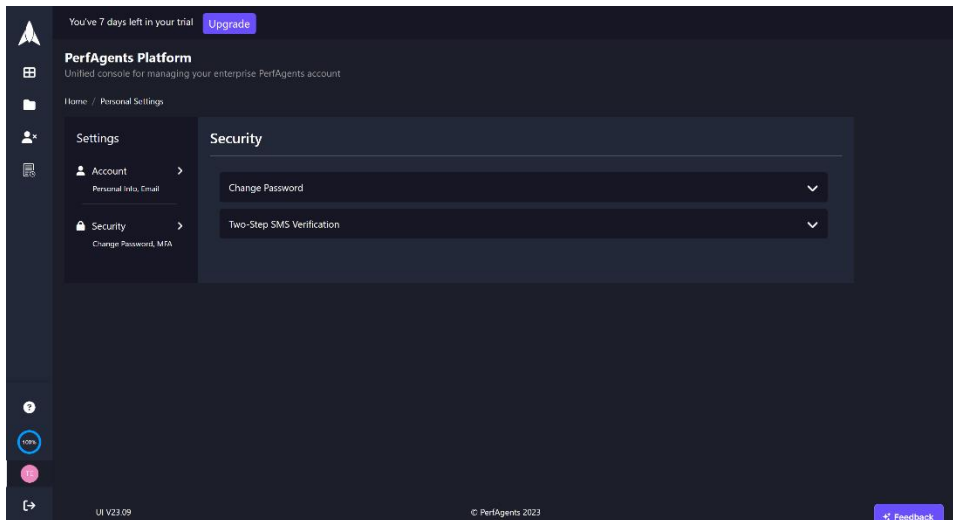 You've 7 days left in your trial Upgrade
PerfAgents Platform
Unified console for managing your enterprise PerfAgents account
Home / Personal Settings
Settings
Account
Personal Info, Email
Security
Change Password, MFA
Security
Change Password
Two-Step SMS Verification
100%
TC
UI V23.09
© PerfAgents 2023
Feedback